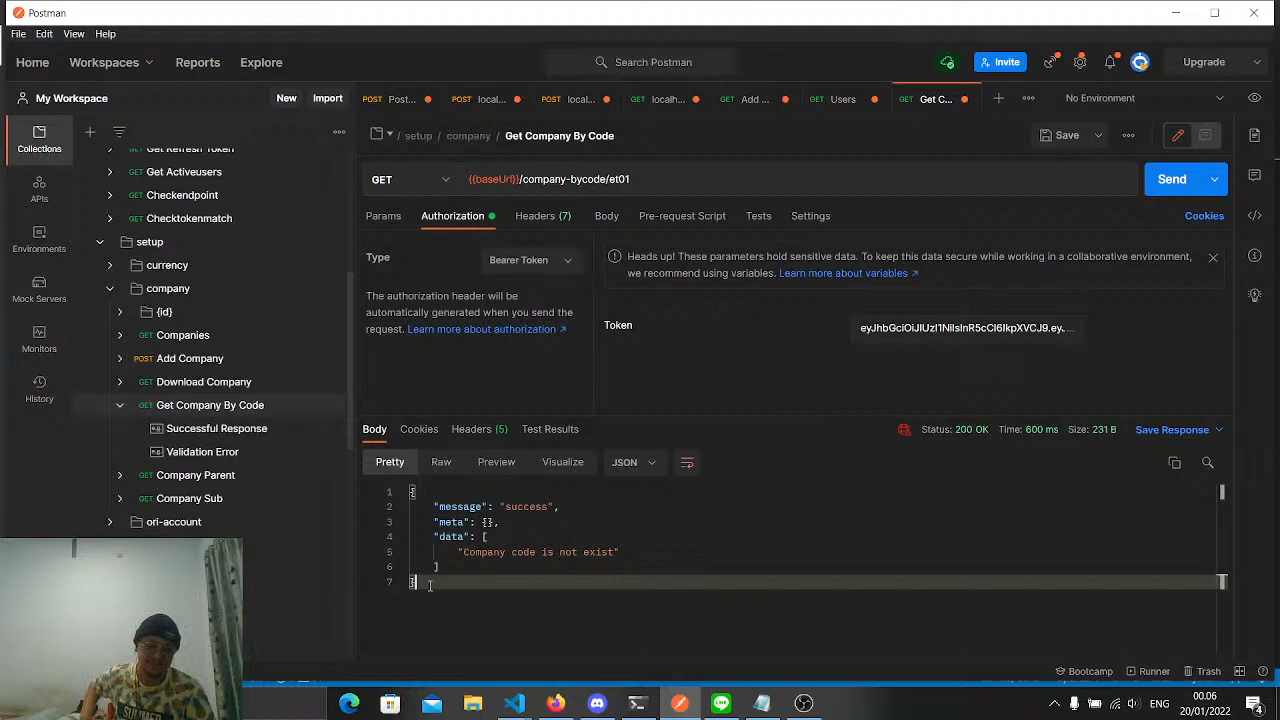 Postman
File Edit View Help
Home Workspaces Reports Explore Search Postman Invite Upgrade
My Workspace New Import
POST Post... POST local... POST local... GET localh... GET Add ... GET Users GET Get C... No Environment
Collections
APIs
Environments
Mock Servers
Monitors
History
GET Get Refresh Token
GET Get Activeusers
GET Checkendpoint
GET Checktokenmatch
setup
currency
company
{id}
GET Companies
POST Add Company
GET Download Company
GET Get Company By Code
Successful Response
Validation Error
GET Company Parent
GET Company Sub
ori-account
/ setup / company / Get Company By Code Save
GET {{baseUrl}}/company-bycode/et01 Send
Params Authorization Headers (7) Body Pre-request Script Tests Settings Cookies
Type Bearer Token
The authorization header will be
automatically generated when you send the
request. Learn more about authorization ↗
Heads up! These parameters hold sensitive data. To keep this data secure while working in a collaborative environment,
we recommend using variables. Learn more about variables ↗
Token eyJhbGciOiJIUzI1NiIsInR5cCI6IkpXVCJ9.ey. ...
Body Cookies Headers (5) Test Results Status: 200 OK Time: 600 ms Size: 231 B Save Response
Pretty Raw Preview Visualize JSON
1 {
2 "message": "success",
3 "meta": {},
4 "data": [
5 "Company code is not exist"
6 ]
7 }
Bootcamp Runner Trash
SUMMER
ENG 00.06
20/01/2022 4